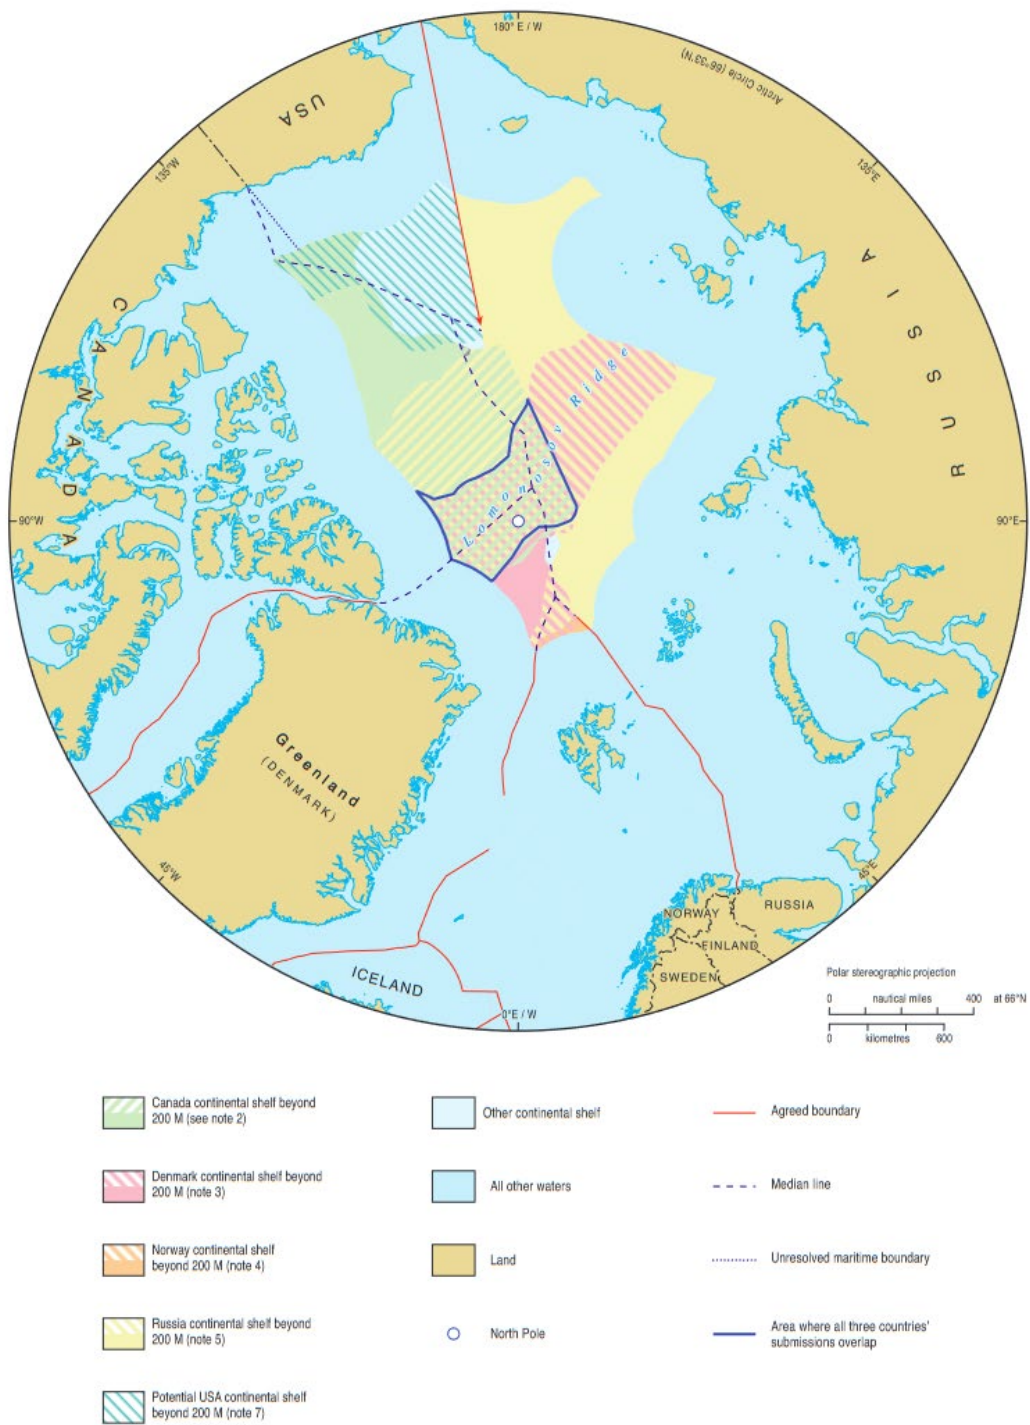 180° E / W
Arctic Circle (66°33'N)
USA
135°W
135°E
RUSSIA
CANADA
Lomonosov Ridge
90°W
90°E
Greenland
(DENMARK)
45°W
45°E
NORWAY
RUSSIA
FINLAND
SWEDEN
ICELAND
0°E / W
Polar stereographic projection
0 nautical miles 400 at 66°N
0 kilometres 600
Canada continental shelf beyond
200 M (see note 2)
Denmark continental shelf beyond
200 M (note 3)
Norway continental shelf
beyond 200 M (note 4)
Russia continental shelf beyond
200 M (note 5)
Potential USA continental shelf
beyond 200 M (note 7)
Other continental shelf
All other waters
Land
North Pole
Agreed boundary
Median line
Unresolved maritime boundary
Area where all three countries'
submissions overlap